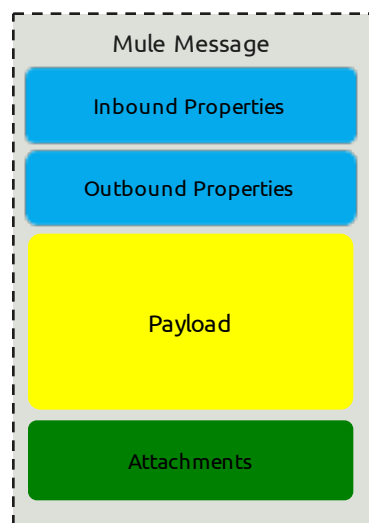 Mule Message
Inbound Properties
Outbound Properties
Payload
Attachments